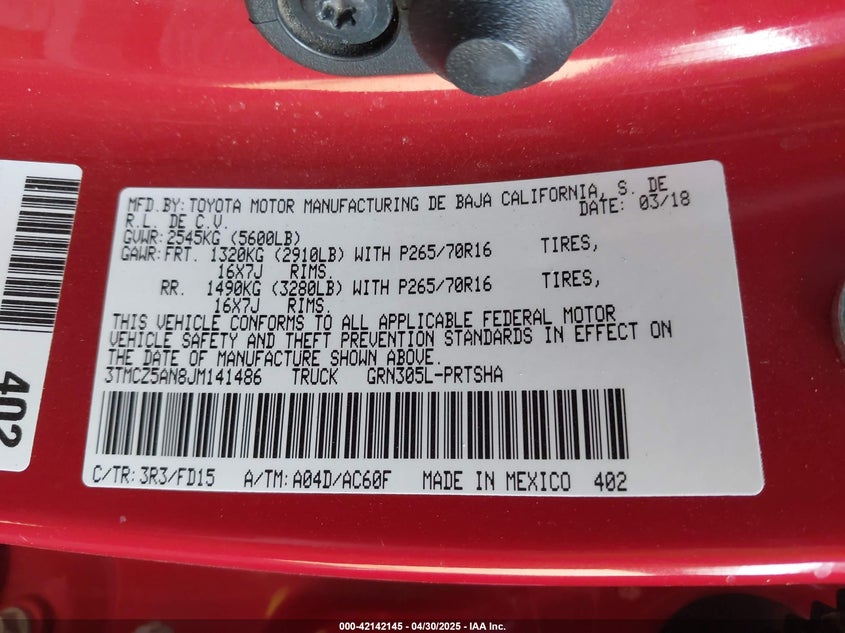 MFD.BY: TOYOTA MOTOR MANUFACTURING DE BAJA CALIFORNIA, S. DE
R.L. DE C.V. DATE: 03/18
GVWR: 2545KG (5600LB)
GAWR: FRT. 1320KG (2910LB) WITH P265/70R16 TIRES,
16X7J RIMS.
RR. 1490KG (3280LB) WITH P265/70R16 TIRES,
16X7J RIMS.
THIS VEHICLE CONFORMS TO ALL APPLICABLE FEDERAL MOTOR
VEHICLE SAFETY AND THEFT PREVENTION STANDARDS IN EFFECT ON
THE DATE OF MANUFACTURE SHOWN ABOVE.
3TMCZ5AN8JM141486 TRUCK GRN305L-PRTSHA
C/TR: 3R3/FD15 A/TM: A04D/AC60F MADE IN MEXICO 402
402
000-42142145 - 04/30/2025 - IAA Inc.